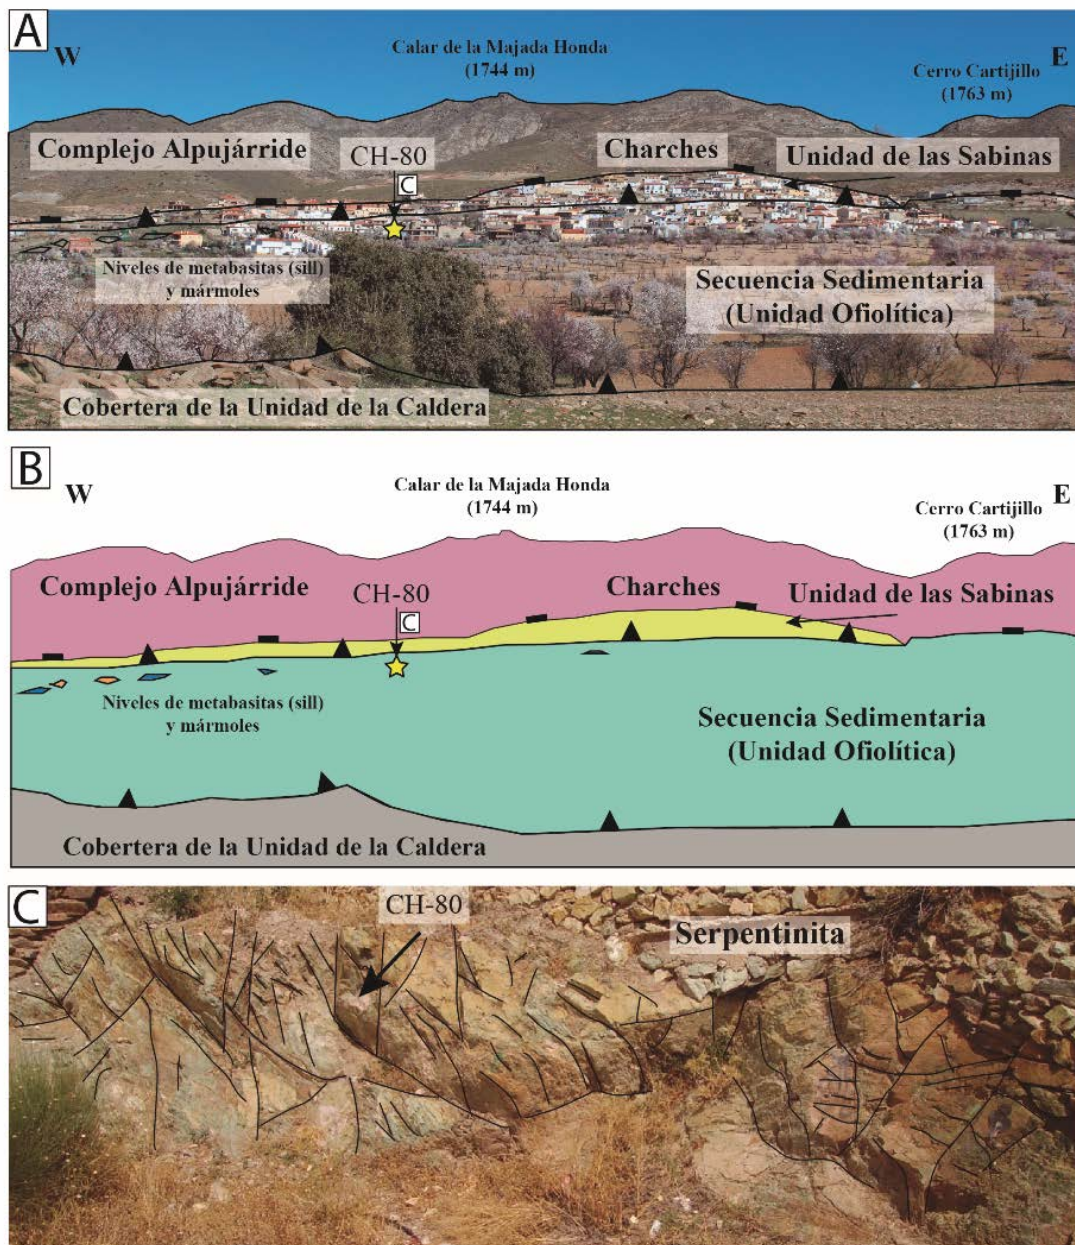 A
W
Calar de la Majada Honda
(1744 m)
E
Cerro Cartijillo
(1763 m)
Complejo Alpujárride
CH-80
C
Charches
Unidad de las Sabinas
Niveles de metabasitas (sill)
y mármoles
Secuencia Sedimentaria
(Unidad Ofiolítica)
Cobertera de la Unidad de la Caldera
B
W
Calar de la Majada Honda
(1744 m)
E
Cerro Cartijillo
(1763 m)
Complejo Alpujárride
CH-80
C
Charches
Unidad de las Sabinas
Niveles de metabasitas (sill)
y mármoles
Secuencia Sedimentaria
(Unidad Ofiolítica)
Cobertera de la Unidad de la Caldera
C
CH-80
Serpentinita